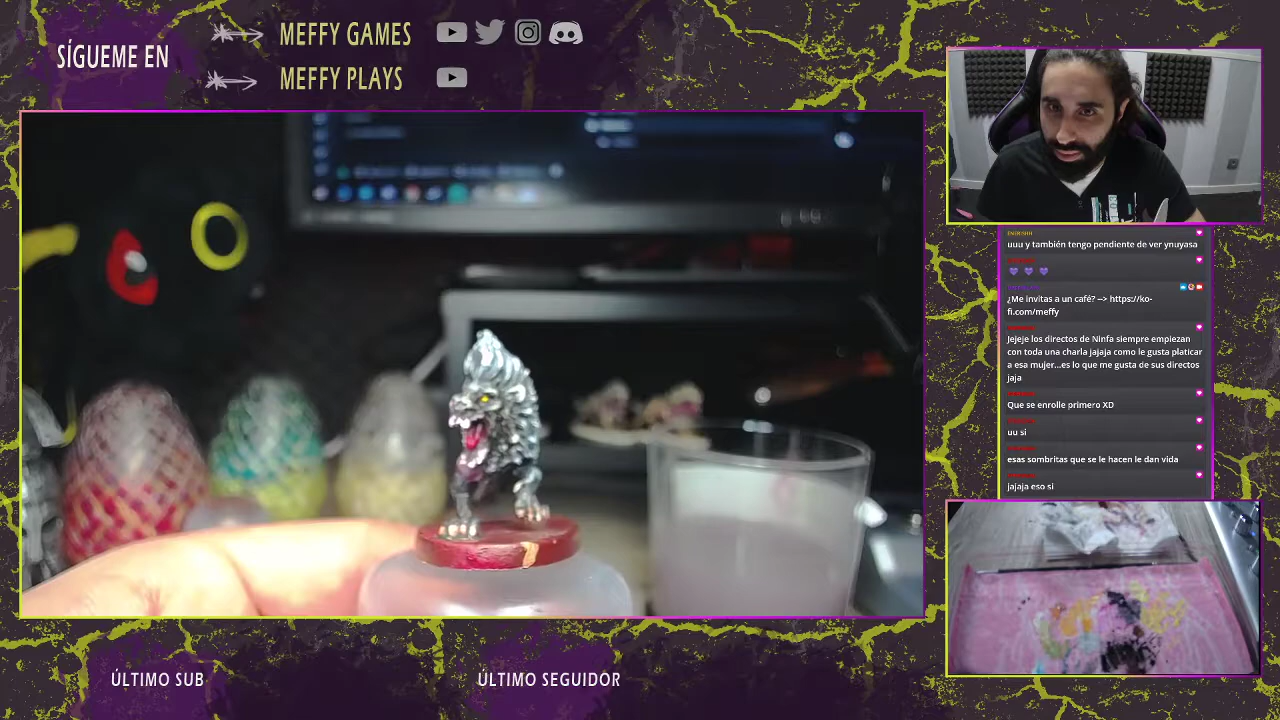 SÍGUEME EN
MEFFY GAMES
MEFFY PLAYS
uuu y también tengo pendiente de ver ynuyasa
¿Me invitas a un café? --> https://ko-
fi.com/meffy
Jejeje los directos de Ninfa siempre empiezan
con toda una charla jajaja como le gusta platicar
a esa mujer...es lo que me gusta de sus directos
jaja
Que se enrolle primero XD
uu si
esas sombritas que se le hacen le dan vida
jajaja eso si
ÚLTIMO SUB
ÚLTIMO SEGUIDOR